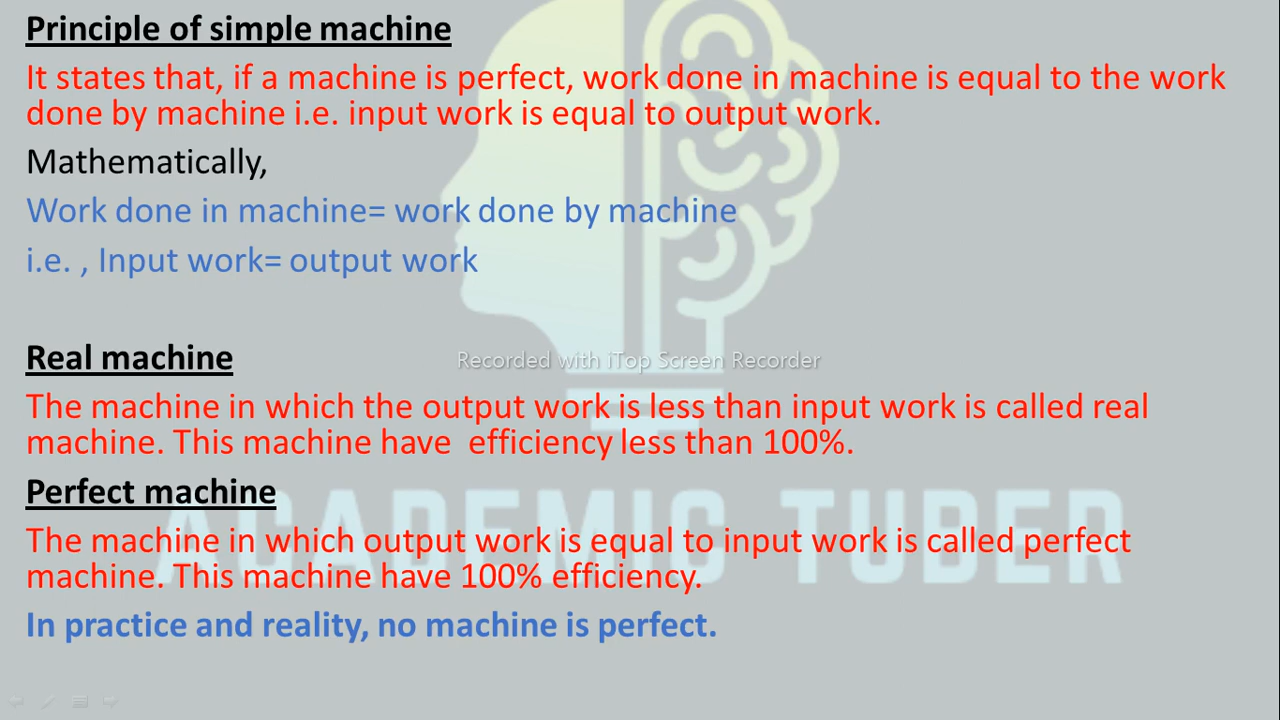 Principle of simple machine
It states that, if a machine is perfect, work done in machine is equal to the work
done by machine i.e. input work is equal to output work.
Mathematically,
Work done in machine= work done by machine
i.e. , Input work= output work
Real machine
Recorded with iTop Screen Recorder
The machine in which the output work is less than input work is called real
machine. This machine have  efficiency less than 100%.
Perfect machine
ACADEMIC TUBER
The machine in which output work is equal to input work is called perfect
machine. This machine have 100% efficiency.
In practice and reality, no machine is perfect.